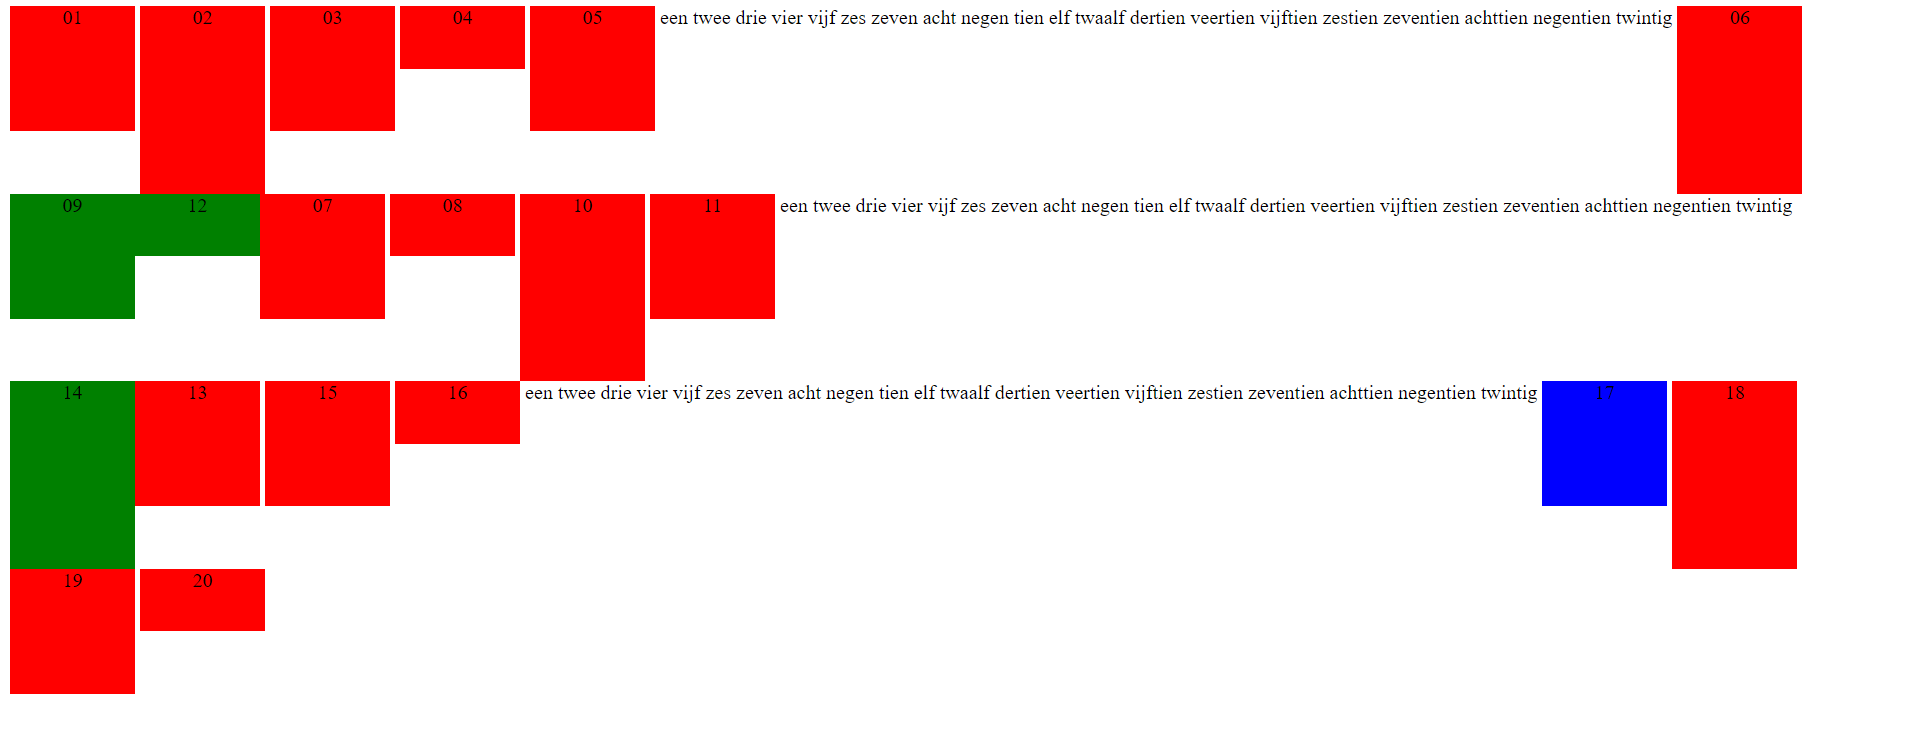 01 02 03 04 05 een twee drie vier vijf zes zeven acht negen tien elf twaalf dertien veertien vijftien zestien zeventien achttien negentien twintig 06
09 12 07 08 10 11 een twee drie vier vijf zes zeven acht negen tien elf twaalf dertien veertien vijftien zestien zeventien achttien negentien twintig
14 13 15 16 een twee drie vier vijf zes zeven acht negen tien elf twaalf dertien veertien vijftien zestien zeventien achttien negentien twintig 17 18
19 20